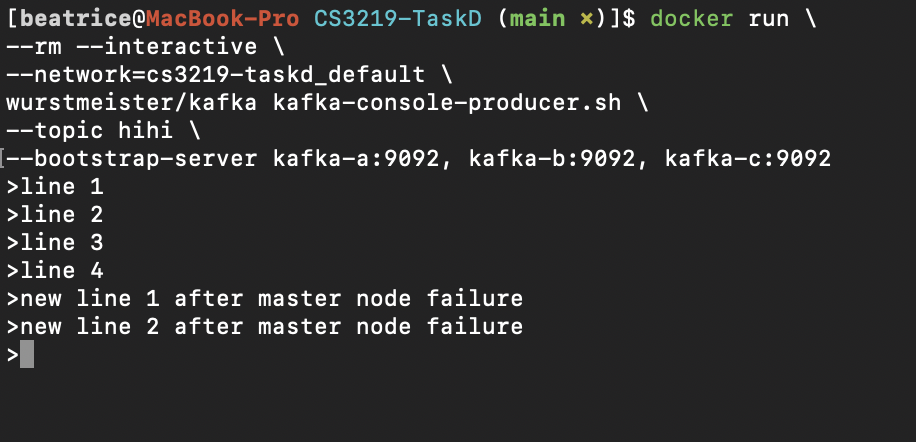 [beatrice@MacBook-Pro CS3219-TaskD (main ×)]$ docker run \
--rm --interactive \
--network=cs3219-taskd_default \
wurstmeister/kafka kafka-console-producer.sh \
--topic hihi \
--bootstrap-server kafka-a:9092, kafka-b:9092, kafka-c:9092
>line 1
>line 2
>line 3
>line 4
>new line 1 after master node failure
>new line 2 after master node failure
>